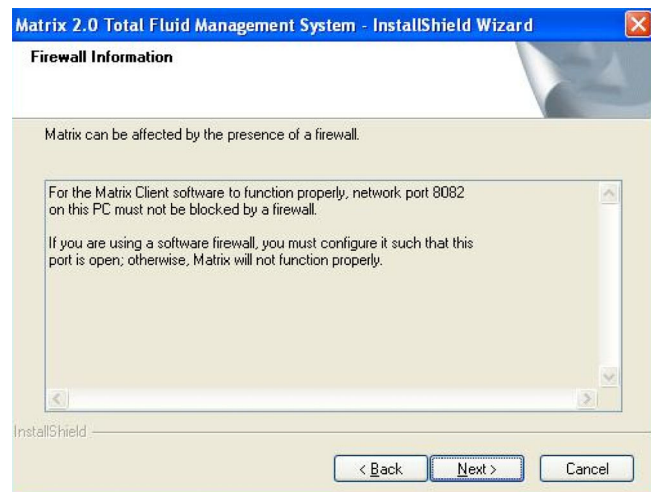 Matrix 2.0 Total Fluid Management System - InstallShield Wizard
Firewall Information
Matrix can be affected by the presence of a firewall.
For the Matrix Client software to function properly, network port 8082
on this PC must not be blocked by a firewall.
If you are using a software firewall, you must configure it such that this
port is open; otherwise, Matrix will not function properly.
InstallShield
< Back
Next >
Cancel